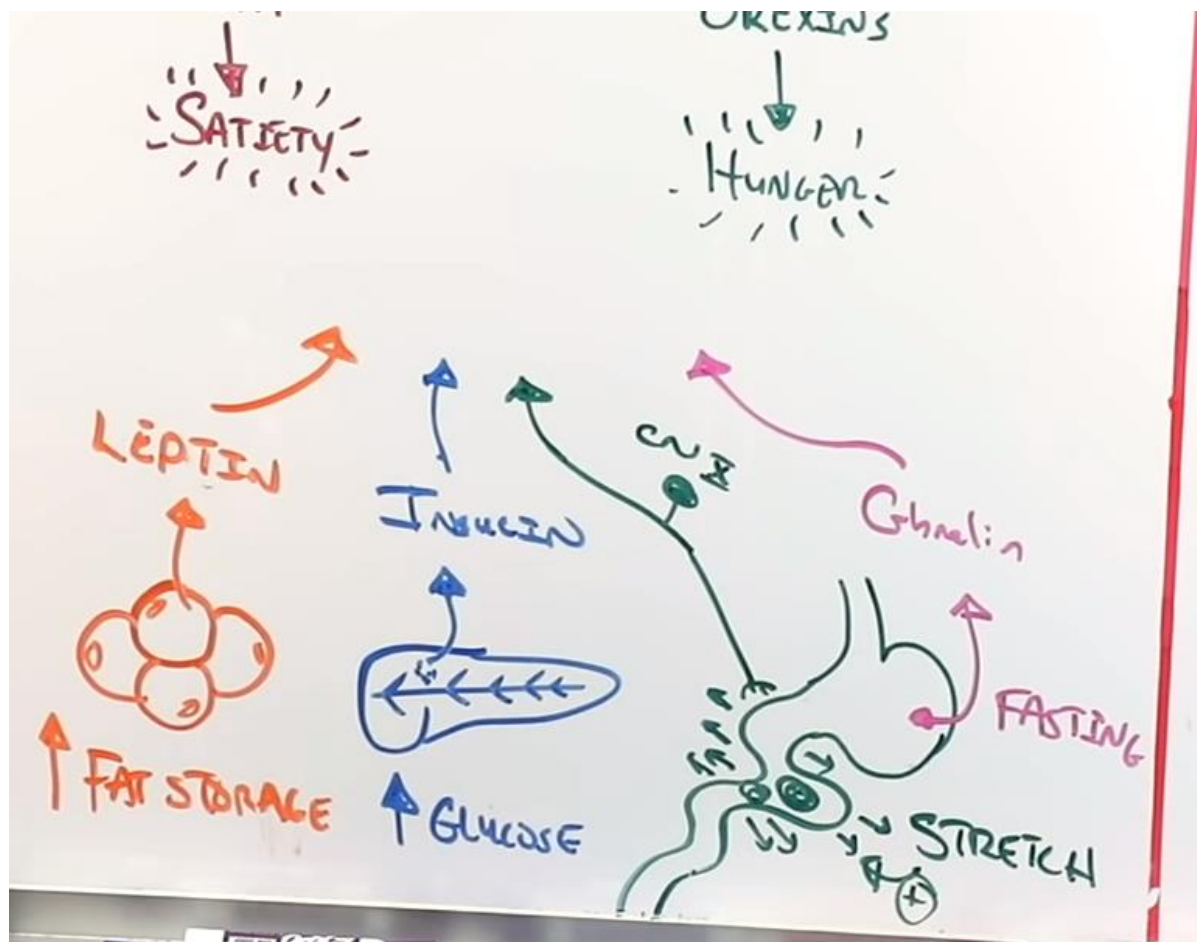 OREXINS
SATIETY
HUNGER
LEPTIN
INSULIN
CN X
Ghrelin
FASTING
↑ FAT STORAGE
↑ GLUCOSE
STRETCH
+